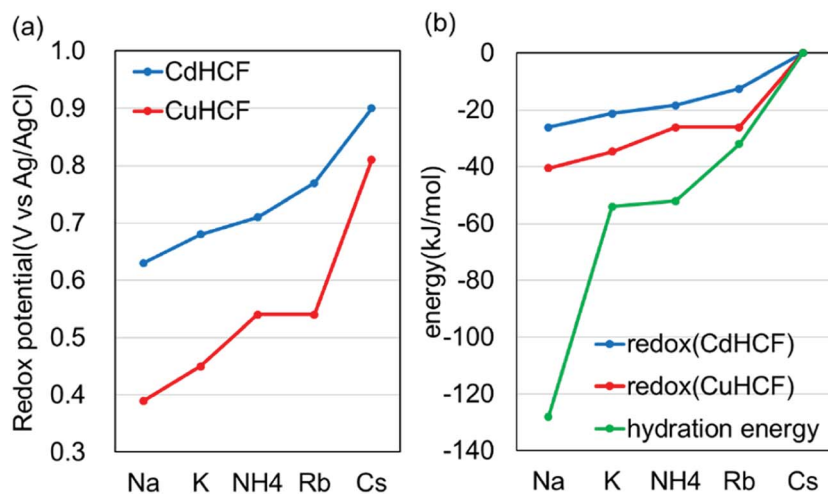 (a)
Redox potential(V vs Ag/AgCl)
1.0
0.9
0.8
0.7
0.6
0.5
0.4
0.3
CdHCF
CuHCF
Na K NH4 Rb Cs
(b)
energy(kJ/mol)
0
-20
-40
-60
-80
-100
-120
-140
redox(CdHCF)
redox(CuHCF)
hydration energy
Na K NH4 Rb Cs